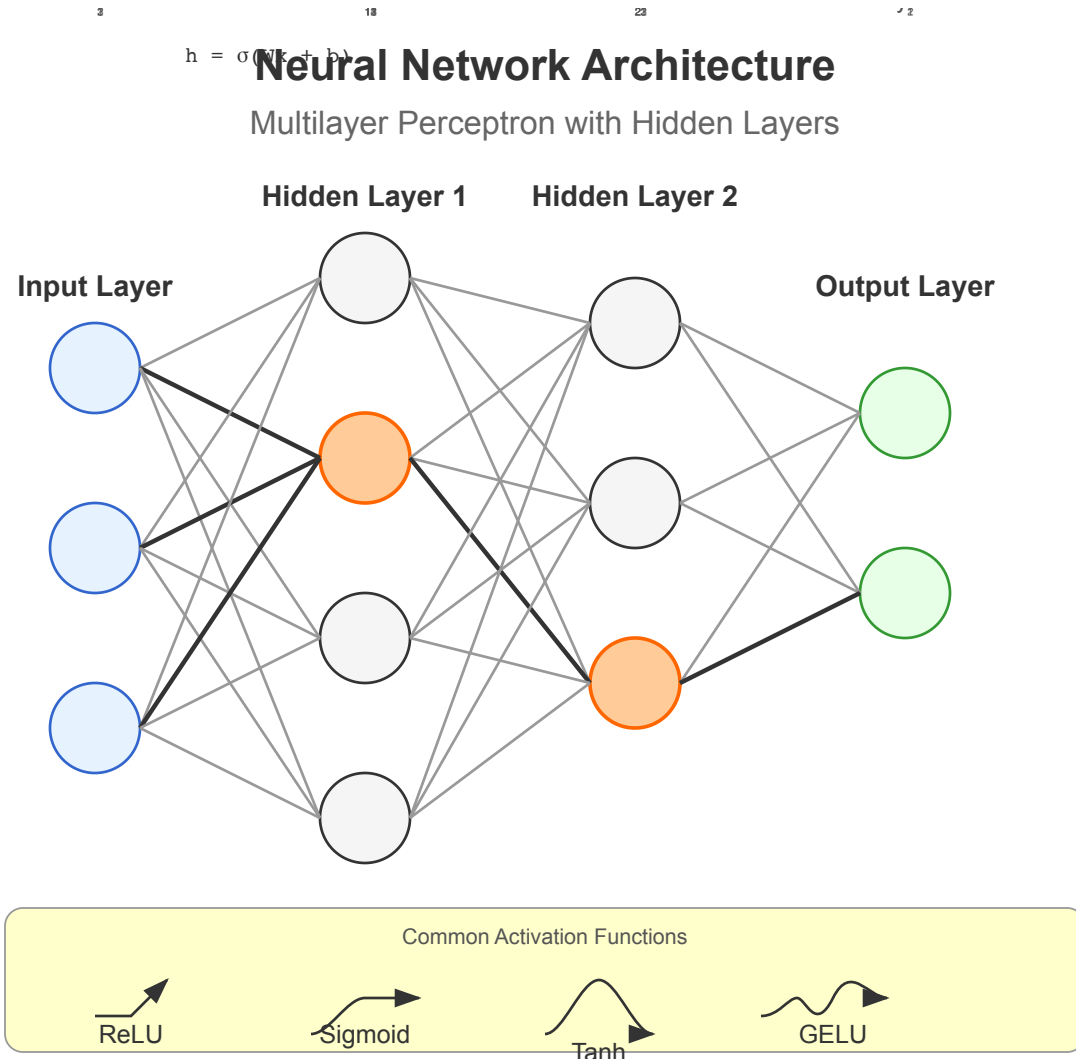 h = σ(Wx + b)
Neural Network Architecture
Multilayer Perceptron with Hidden Layers
Hidden Layer 1
Hidden Layer 2
Input Layer
Output Layer
Common Activation Functions
ReLU
Sigmoid
Tanh
GELU